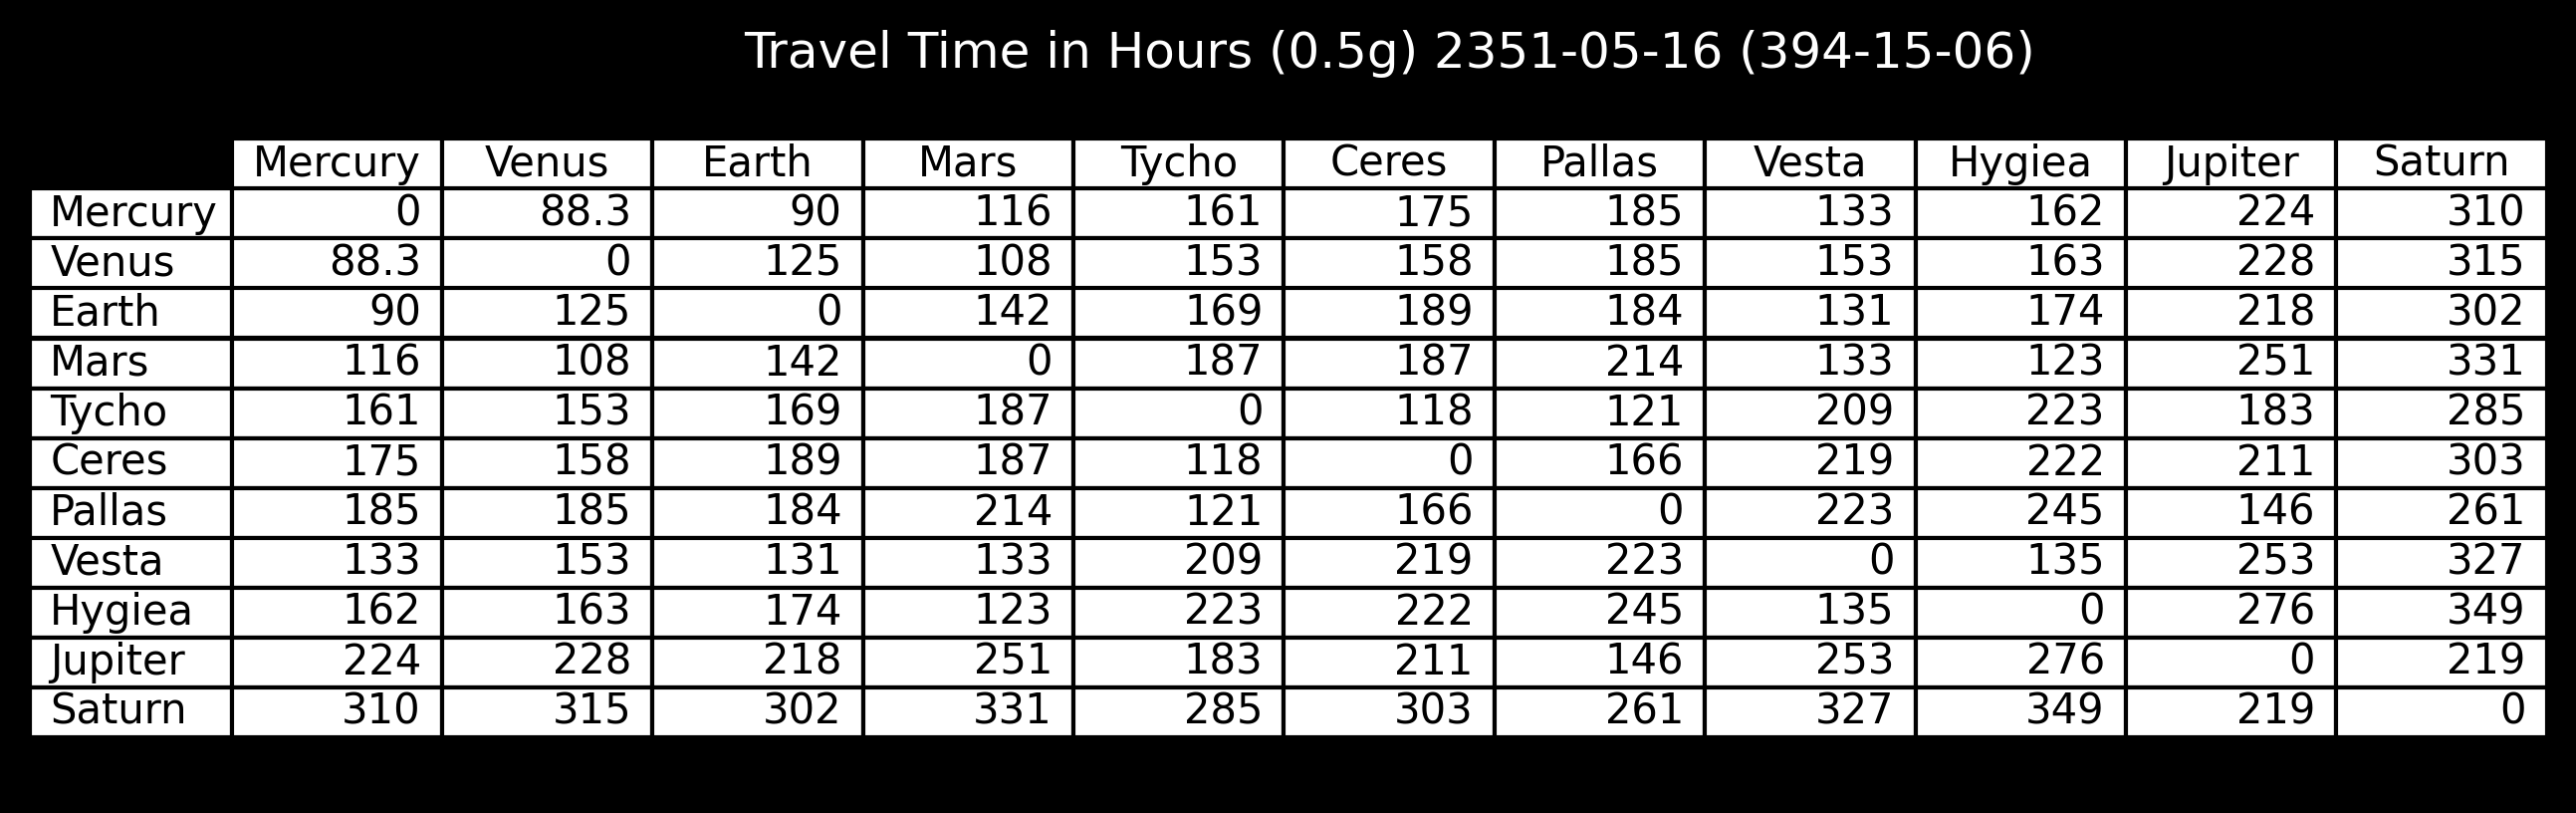 Travel Time in Hours (0.5g) 2351-05-16 (394-15-06)
Mercury Venus Earth Mars Tycho Ceres Pallas Vesta Hygiea Jupiter Saturn
Mercury 0 88.3 90 116 161 175 185 133 162 224 310
Venus 88.3 0 125 108 153 158 185 153 163 228 315
Earth 90 125 0 142 169 189 184 131 174 218 302
Mars 116 108 142 0 187 187 214 133 123 251 331
Tycho 161 153 169 187 0 118 121 209 223 183 285
Ceres 175 158 189 187 118 0 166 219 222 211 303
Pallas 185 185 184 214 121 166 0 223 245 146 261
Vesta 133 153 131 133 209 219 223 0 135 253 327
Hygiea 162 163 174 123 223 222 245 135 0 276 349
Jupiter 224 228 218 251 183 211 146 253 276 0 219
Saturn 310 315 302 331 285 303 261 327 349 219 0